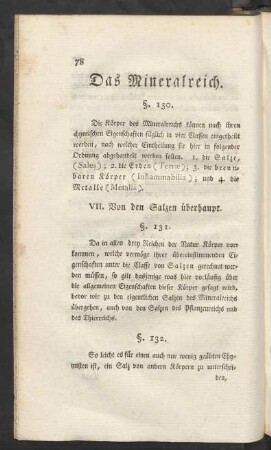 78
Das Mineralreich.
§. 130.
Die Körper des Mineralreichs können nach ihren
chemischen Eigenschaften füglich in vier Classen eingetheilt
werden, nach welcher Eintheilung sie hier in folgender
Ordnung abgehandelt werden sollen. 1. die Salze,
(Salia); 2. die Erden (Terrae); 3. die brenn-
baren Körper (Inflammabilia); und 4. die
Metalle (Metalla).
VII. Von den Salzen überhaupt.
§. 131.
Da in allen drey Reichen der Natur Körper vor-
kommen, welche vermöge ihrer übereinstimmenden Ei-
genschaften unter die Classe von Salzen gerechnet wer-
den müssen, so gilt dasjenige was hier vorläufig über
die allgemeinen Eigenschaften dieser Körper gesagt wird,
bevor wir zu den eigentlichen Salzen des Mineralreichs
übergehen, auch von den Salzen des Pflanzenreichs und
des Thierreichs.
§. 132.
So leicht es für einen auch nur wenig geübten Chy-
misten ist, ein Salz von andern Körpern zu unterschei-
den,